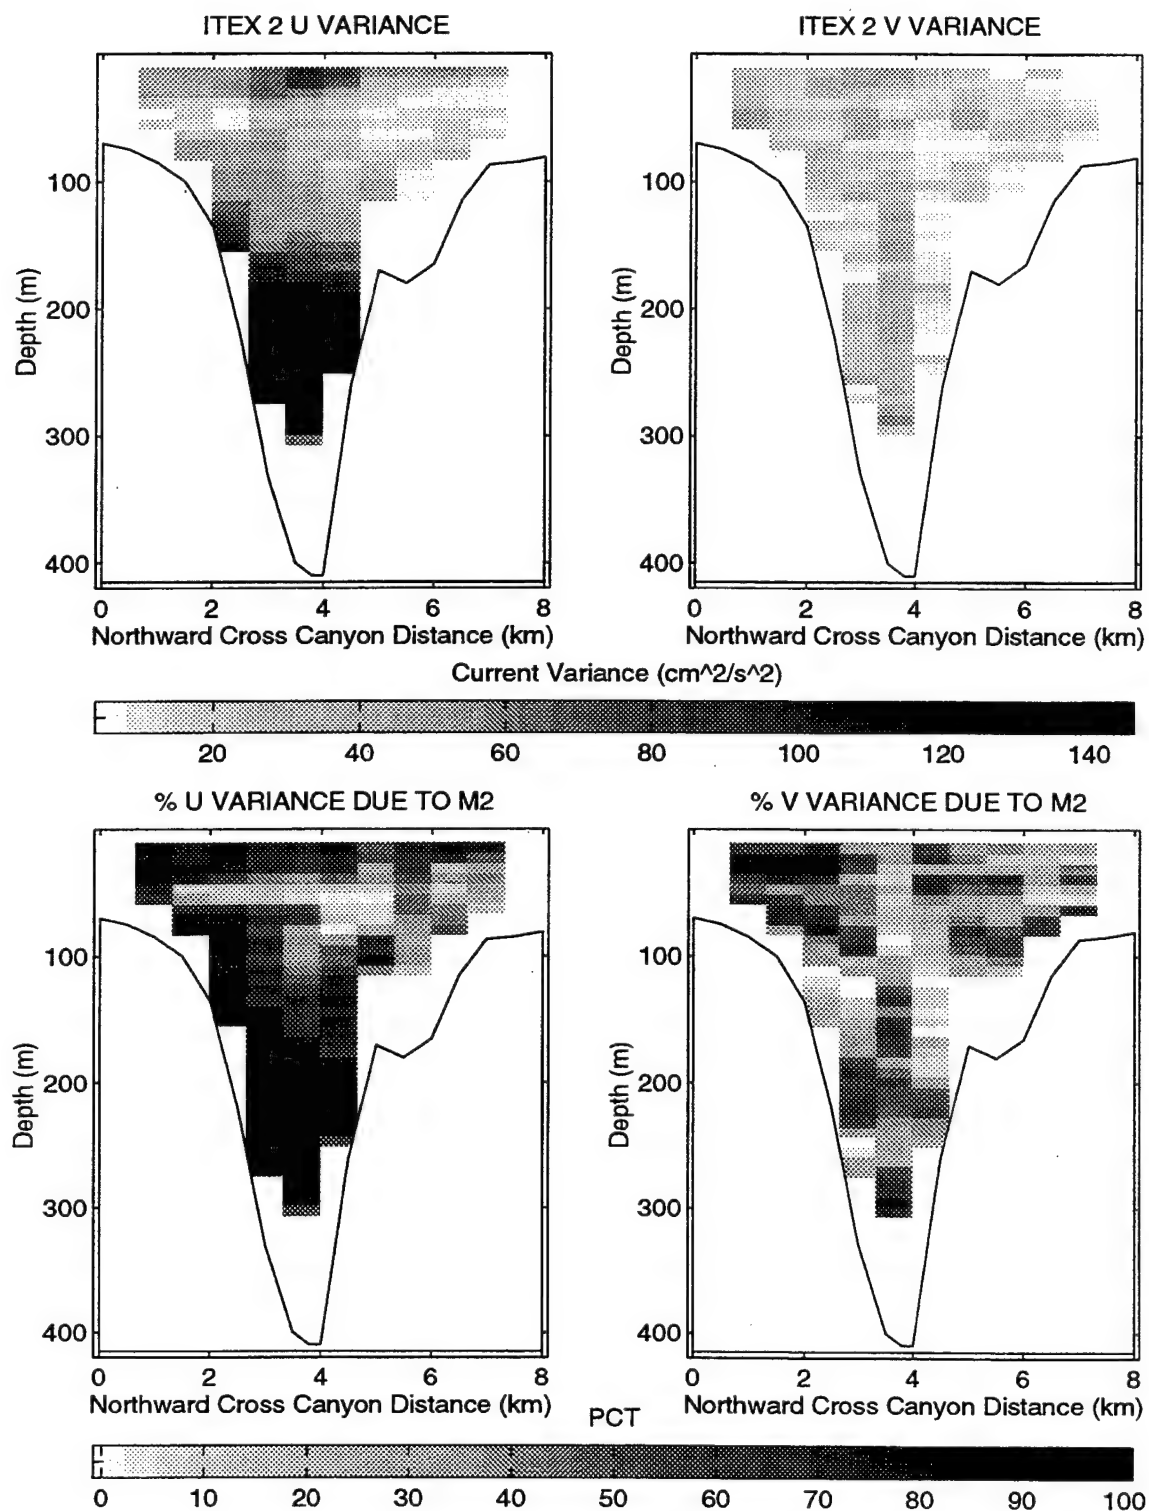 ITEX 2 U VARIANCE
ITEX 2 V VARIANCE
100
200
300
400
Depth (m)
0 2 4 6 8
Northward Cross Canyon Distance (km)
100
200
300
400
Depth (m)
0 2 4 6 8
Northward Cross Canyon Distance (km)
Current Variance (cm^2/s^2)
20 40 60 80 100 120 140
% U VARIANCE DUE TO M2
% V VARIANCE DUE TO M2
100
200
300
400
Depth (m)
0 2 4 6 8
Northward Cross Canyon Distance (km)
100
200
300
400
Depth (m)
0 2 4 6 8
Northward Cross Canyon Distance (km)
PCT
0 10 20 30 40 50 60 70 80 90 100